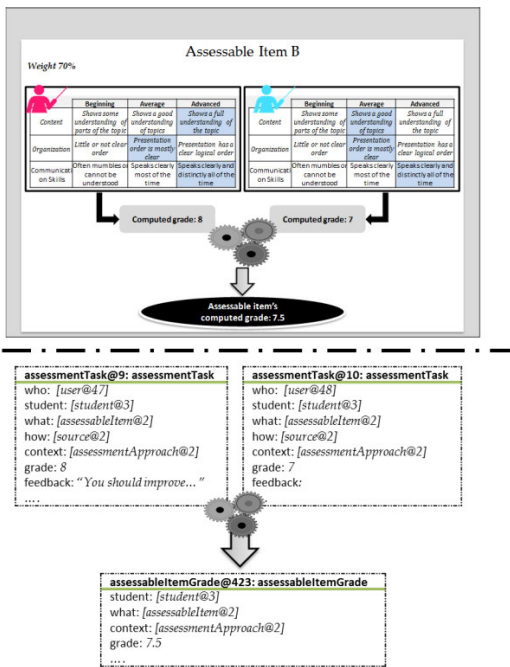 Assessable Item B
Weight 70%
Beginning Average Advanced
Content
Shows some understanding of parts of the topic
Shows a good understanding of topics
Shows a full understanding of the topic
Organization
Little or not clear order
Presentation order is mostly clear
Presentation has a clear logical order
Communicati on Skills
Often mumbles or cannot be understood
Speaks clearly most of the time
Speaks clearly and distinctly all of the time
Beginning Average Advanced
Content
Shows some understanding of parts of the topic
Shows a good understanding of topics
Shows a full understanding of the topic
Organization
Little or not clear order
Presentation order is mostly clear
Presentation has a clear logical order
Communicati on Skills
Often mumbles or cannot be understood
Speaks clearly most of the time
Speaks clearly and distinctly all of the time
Computed grade: 8
Computed grade: 7
Assessable item's
computed grade: 7.5
assessmentTask@9: assessmentTask
who: [user@47]
student: [student@3]
what: [assessableItem@2]
how: [source@2]
context: [assessmentApproach@2]
grade: 8
feedback: "You should improve..."
....
assessmentTask@10: assessmentTask
who: [user@48]
student: [student@3]
what: [assessableItem@2]
how: [source@2]
context: [assessmentApproach@2]
grade: 7
feedback:
assessableItemGrade@423: assessableItemGrade
student: [student@3]
what: [assessableItem@2]
context: [assessmentApproach@2]
grade: 7.5
....